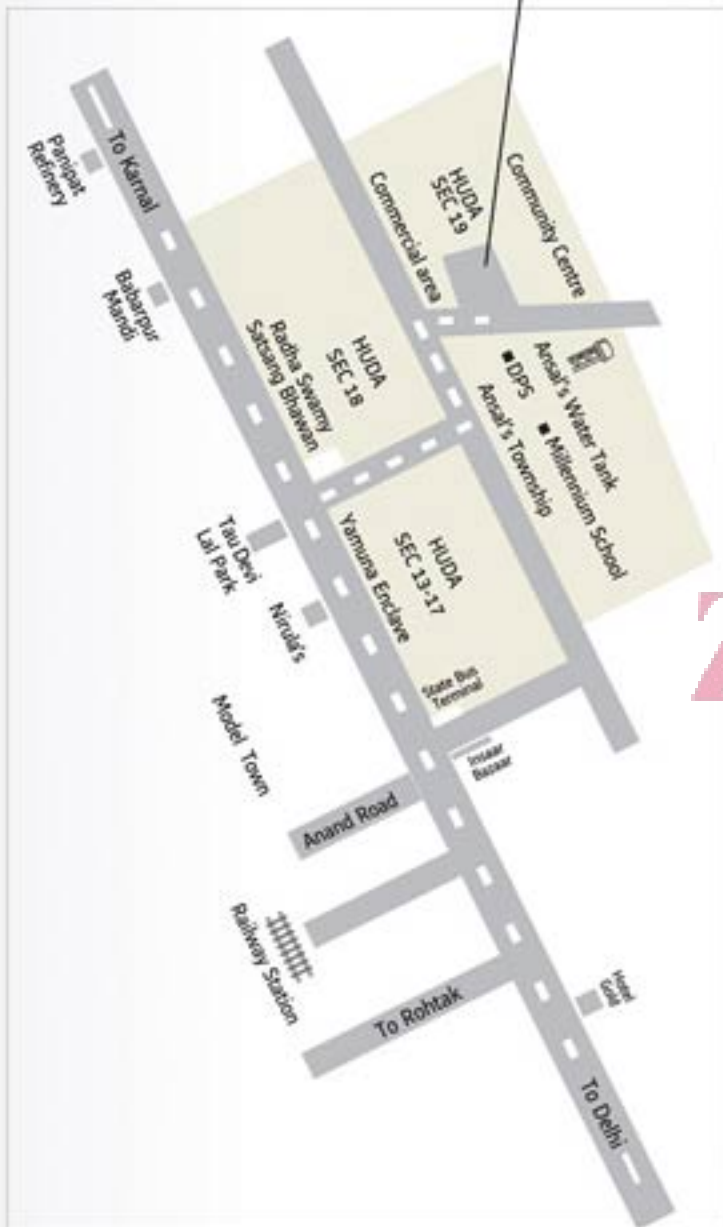 To Karnal
Panipat
Refinery
Babarpur
Mandi
Community Centre
HUDA
SEC 19
Commercial area
HUDA
SEC 18
Radha Swamy
Satsang Bhawan
Ansal's Water Tank
DPS
Millennium School
Ansal's Township
HUDA
SEC 13-17
Yamuna Enclave
Tau Devi
Lal Park
Nirula's
State Bus
Terminal
Insaar
Bazaar
Model Town
Anand Road
Railway Station
To Rohtak
Hotel
Gold
To Delhi